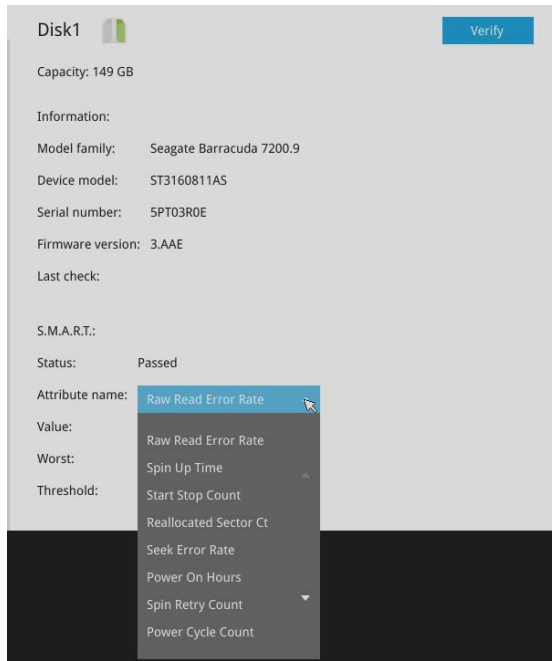 Disk1
Verify
Capacity: 149 GB
Information:
Model family: Seagate Barracuda 7200.9
Device model: ST3160811AS
Serial number: 5PT03R0E
Firmware version: 3.AAE
Last check:
S.M.A.R.T.:
Status: Passed
Attribute name: Raw Read Error Rate
Value:
Worst:
Threshold:
Raw Read Error Rate
Spin Up Time
Start Stop Count
Reallocated Sector Ct
Seek Error Rate
Power On Hours
Spin Retry Count
Power Cycle Count